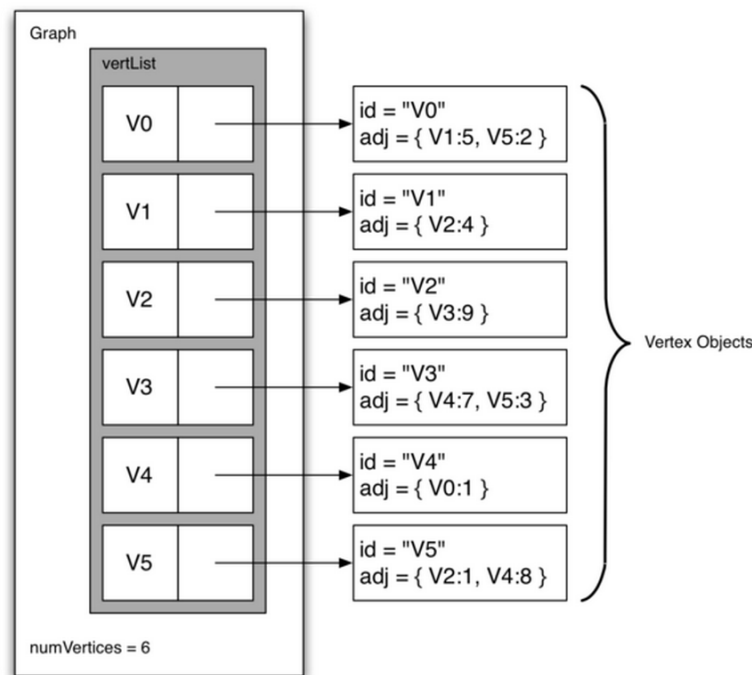 Graph
vertList
V0
id = "V0"
adj = { V1:5, V5:2 }
V1
id = "V1"
adj = { V2:4 }
V2
id = "V2"
adj = { V3:9 }
V3
id = "V3"
adj = { V4:7, V5:3 }
V4
id = "V4"
adj = { V0:1 }
V5
id = "V5"
adj = { V2:1, V4:8 }
Vertex Objects
numVertices = 6